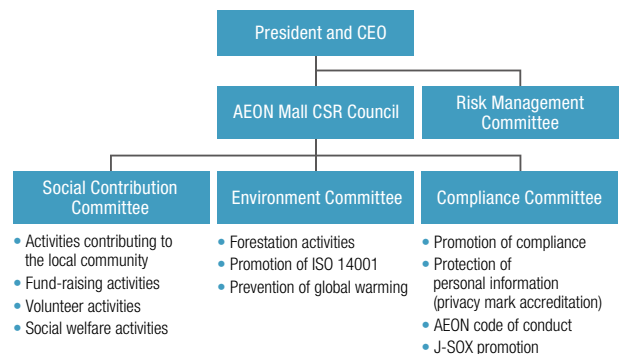 President and CEO
AEON Mall CSR Council
Risk Management
Committee
Social Contribution
Committee
Environment Committee
Compliance Committee
• Activities contributing to
the local community
• Fund-raising activities
• Volunteer activities
• Social welfare activities
• Forestation activities
• Promotion of ISO 14001
• Prevention of global warming
• Promotion of compliance
• Protection of
personal information
(privacy mark accreditation)
• AEON code of conduct
• J-SOX promotion